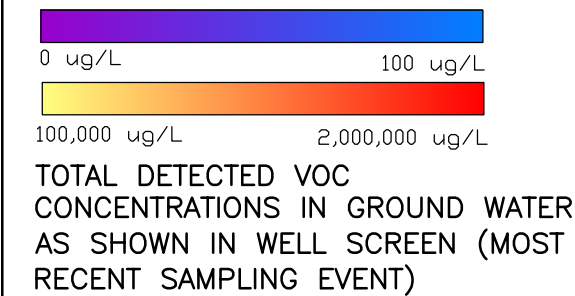 0 ug/L 100 ug/L
100,000 ug/L 2,000,000 ug/L
TOTAL DETECTED VOC
CONCENTRATIONS IN GROUND WATER
AS SHOWN IN WELL SCREEN (MOST
RECENT SAMPLING EVENT)